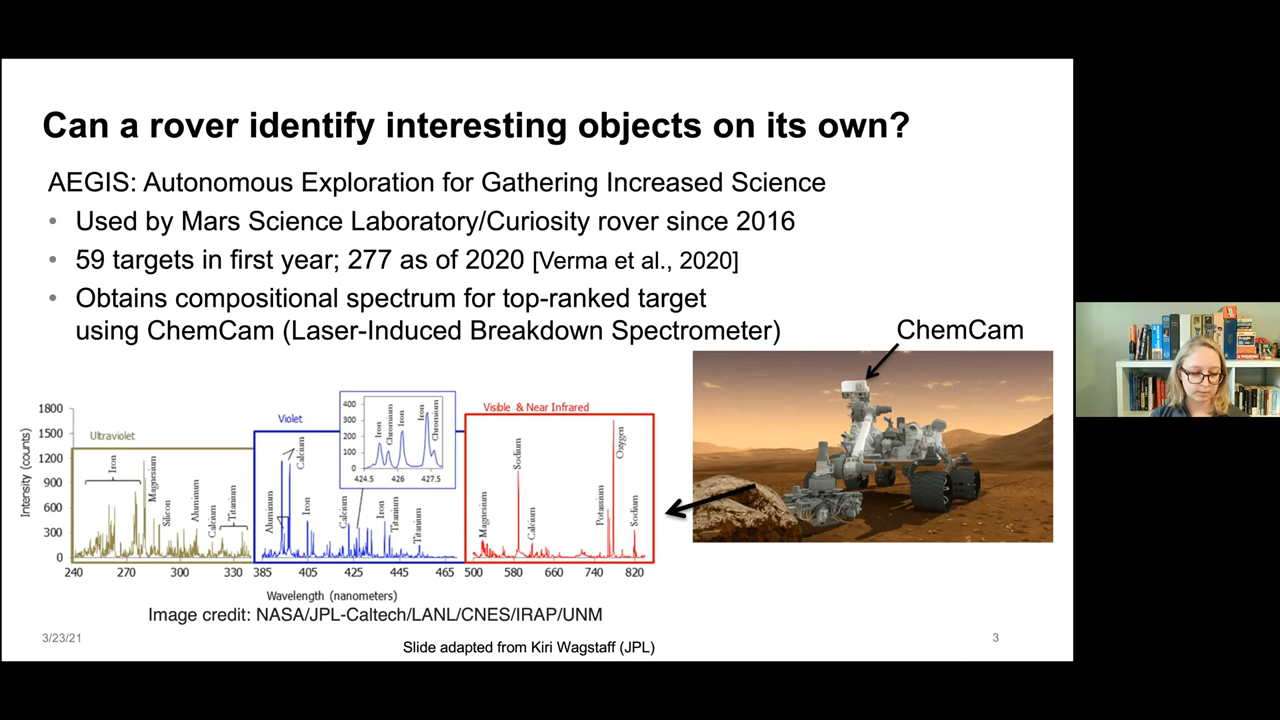 Can a rover identify interesting objects on its own?
AEGIS: Autonomous Exploration for Gathering Increased Science
• Used by Mars Science Laboratory/Curiosity rover since 2016
• 59 targets in first year; 277 as of 2020 [Verma et al., 2020]
• Obtains compositional spectrum for top-ranked target
using ChemCam (Laser-Induced Breakdown Spectrometer)
ChemCam
Intensity (counts)
1800
1500
1200
900
600
300
0
Ultraviolet
Iron
Magnesium
Silicon
Aluminum
Calcium
Titanium
Violet
Aluminum
Calcium
Iron
Calcium
Iron
Titanium
Titanium
400
300
200
100
0
Iron
Chromium
Iron
Iron
Chromium
424.5 426 427.5
Visible & Near Infrared
Magnesium
Sodium
Calcium
Potassium
Oxygen
Sodium
240 270 300 330 385 405 425 445 465 500 580 660 740 820
Wavelength (nanometers)
Image credit: NASA/JPL-Caltech/LANL/CNES/IRAP/UNM
3/23/21
Slide adapted from Kiri Wagstaff (JPL)
3